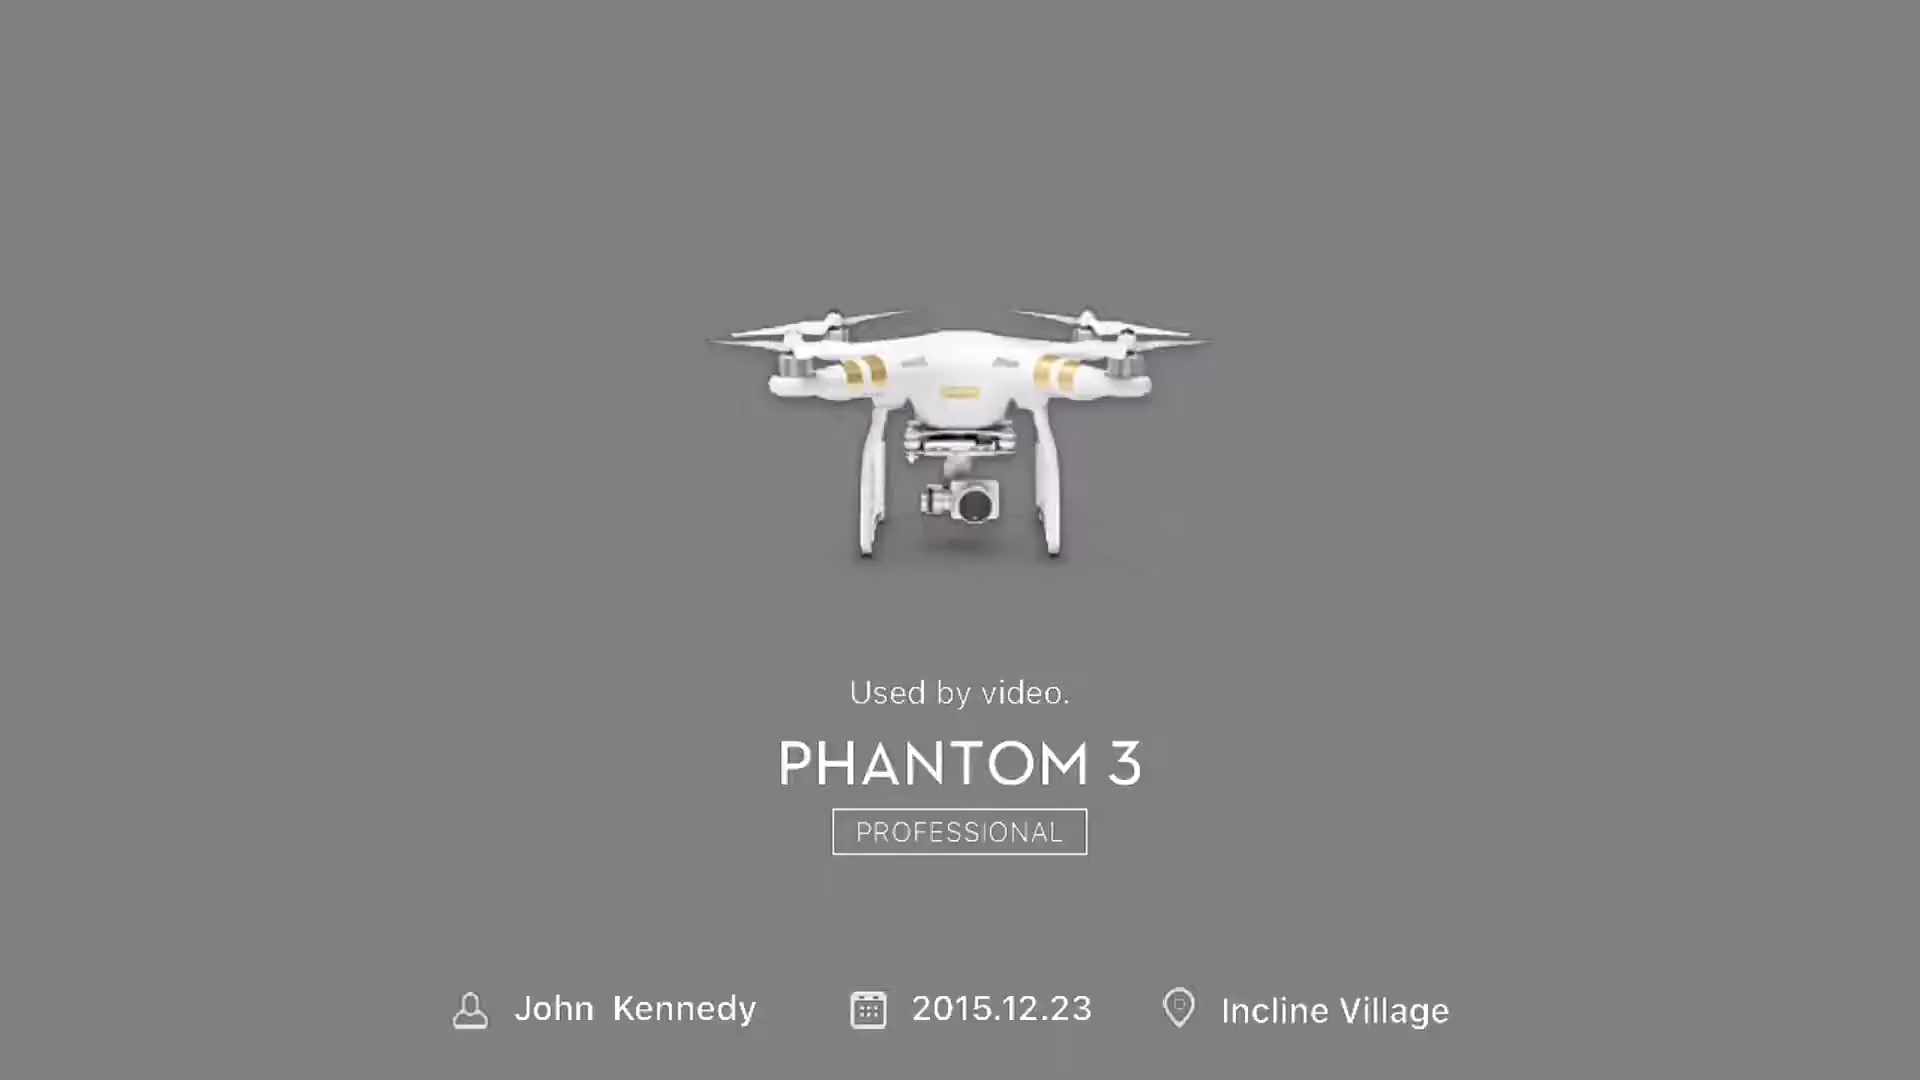 Used by video.
PHANTOM 3
PROFESSIONAL
John Kennedy 2015.12.23 Incline Village